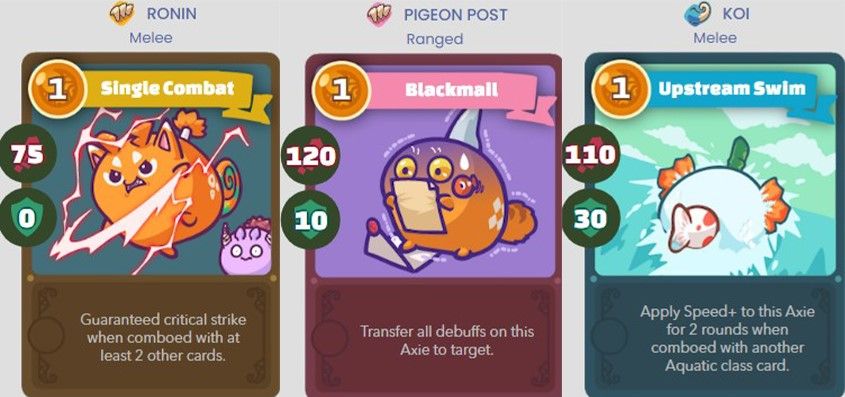 RONIN
Melee
1
Single Combat
75
0
Guaranteed critical strike
when comboed with at
least 2 other cards.
PIGEON POST
Ranged
1
Blackmail
120
10
Transfer all debuffs on this
Axie to target.
KOI
Melee
1
Upstream Swim
110
30
Apply Speed+ to this Axie
for 2 rounds when
comboed with another
Aquatic class card.